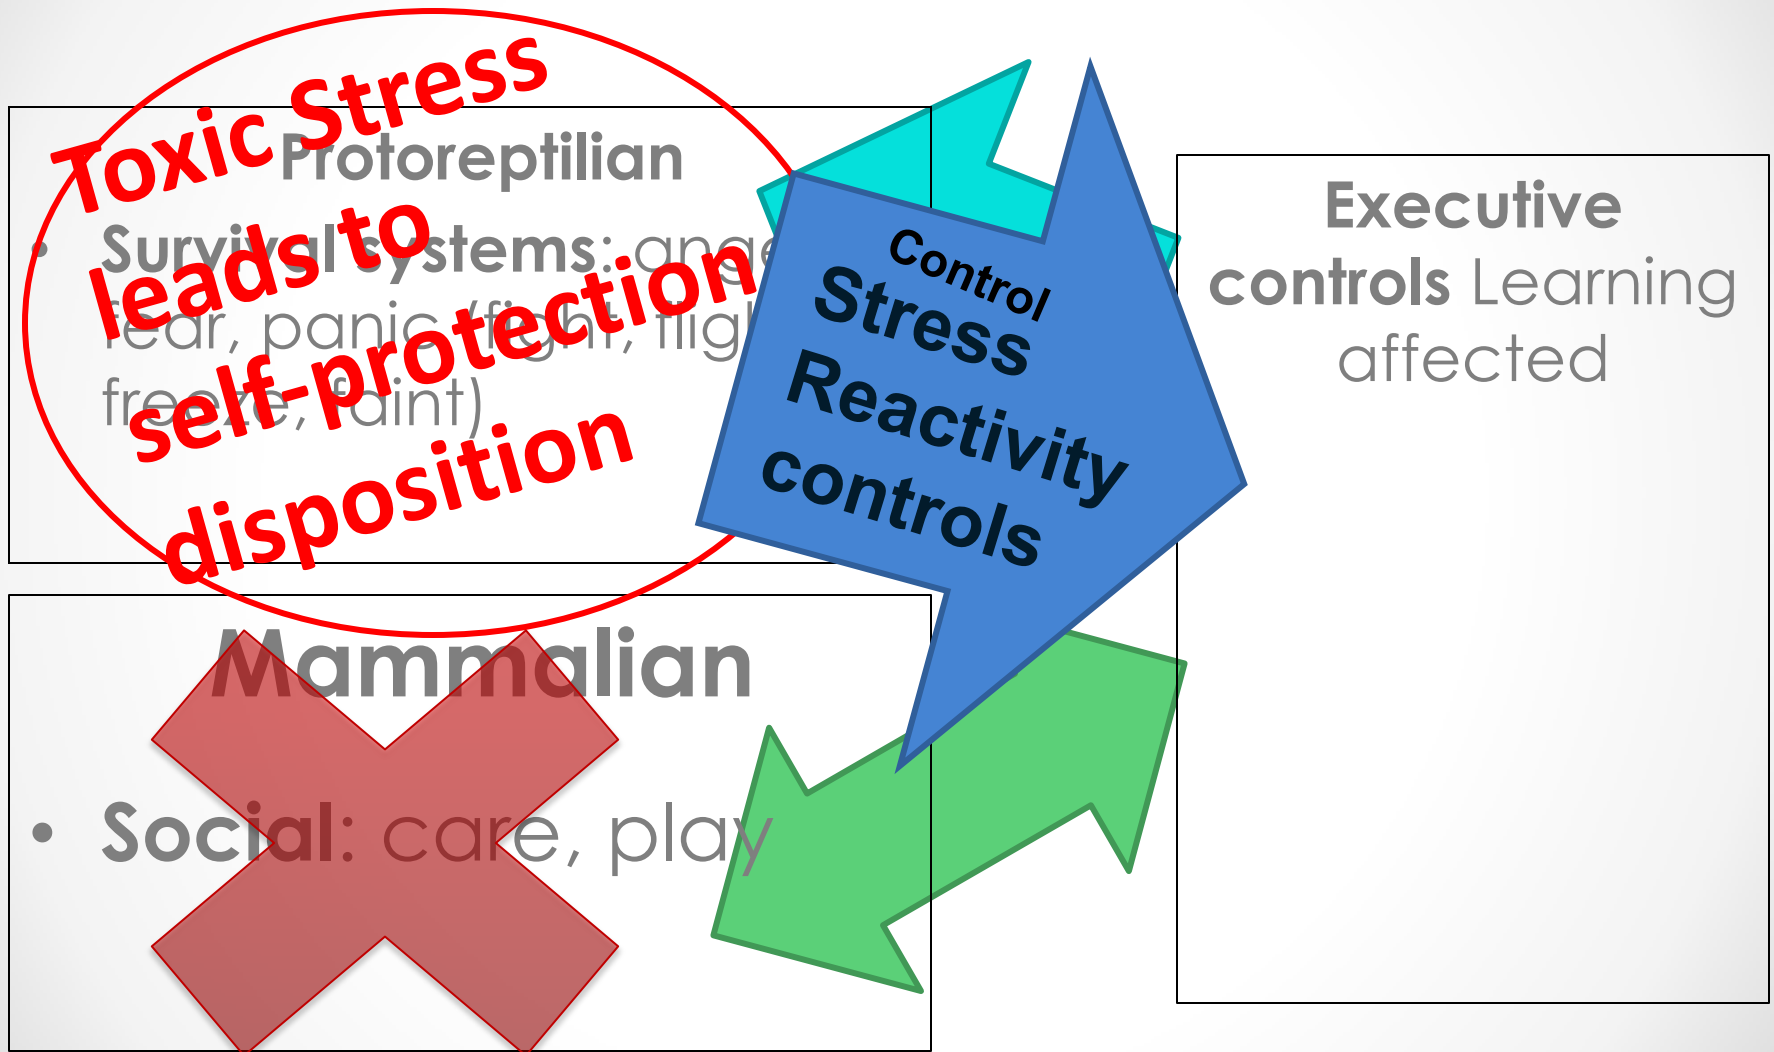 Toxic Stress
leads to
self-protection
disposition
Protoreptilian
• Survival systems: ange
fear, panic (fight, fligh
freeze, faint)
Control
Stress
Reactivity
controls
Executive
controls Learning
affected
Mammalian
• Social: care, play